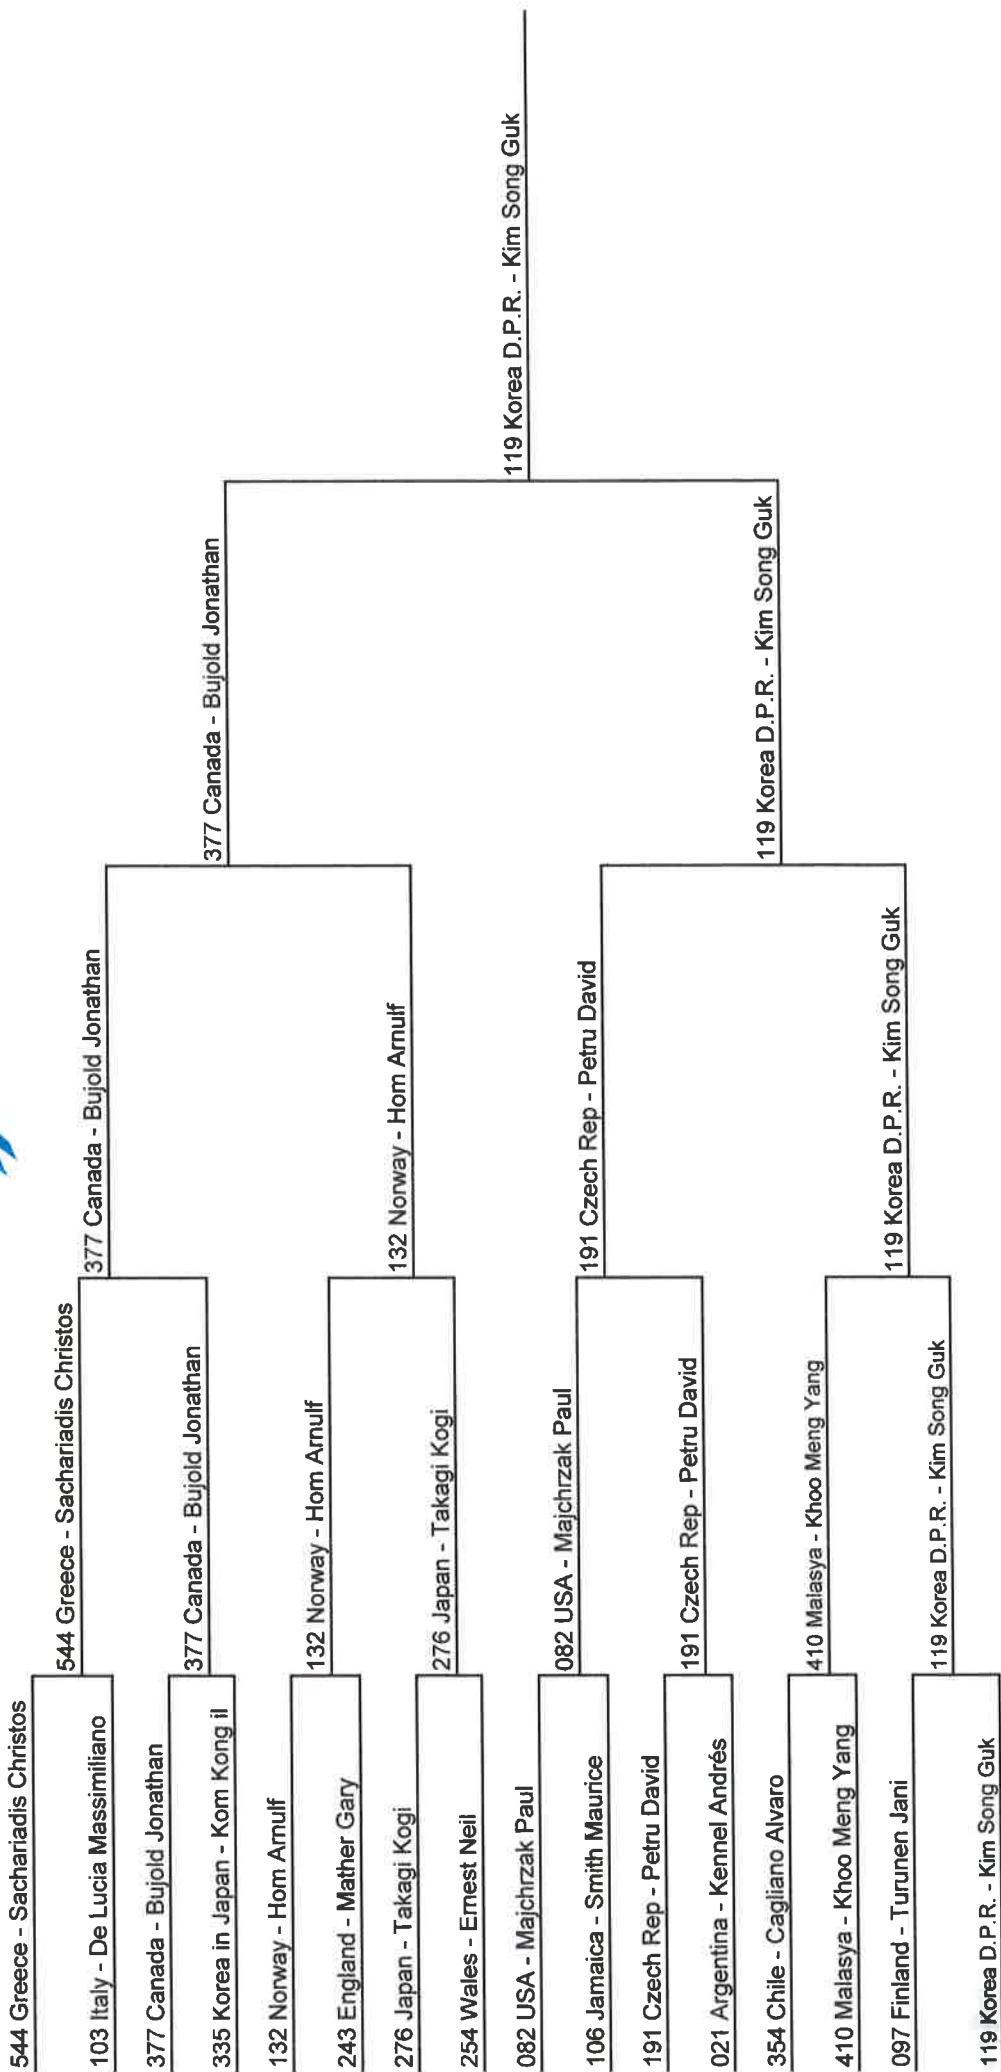 544 Greece - Sachariadis Christos
103 Italy - De Lucia Massimiliano
377 Canada - Bujold Jonathan
335 Korea in Japan - Kom Kong il
132 Norway - Hom Arnulf
243 England - Mather Gary
276 Japan - Takagi Kogi
254 Wales - Ernest Neil
082 USA - Majchrzak Paul
106 Jamaica - Smith Maurice
191 Czech Rep - Petru David
021 Argentina - Kennel Andrés
354 Chile - Cagliano Alvaro
410 Malasya - Khoo Meng Yang
097 Finland - Turunen Jani
119 Korea D.P.R. - Kim Song Guk
544 Greece - Sachariadis Christos
377 Canada - Bujold Jonathan
132 Norway - Hom Arnulf
276 Japan - Takagi Kogi
082 USA - Majchrzak Paul
191 Czech Rep - Petru David
410 Malasya - Khoo Meng Yang
119 Korea D.P.R. - Kim Song Guk
377 Canada - Bujold Jonathan
132 Norway - Hom Arnulf
191 Czech Rep - Petru David
119 Korea D.P.R. - Kim Song Guk
377 Canada - Bujold Jonathan
119 Korea D.P.R. - Kim Song Guk
119 Korea D.P.R. - Kim Song Guk